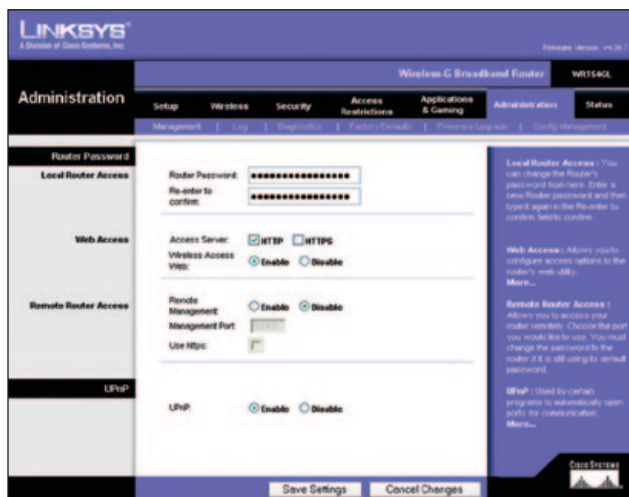 LINKSYS®
A Division of Cisco Systems, Inc.
Firmware Version:
Wireless-G Broadband Router WRT54GL
Administration
Setup Wireless Security Access Restrictions Applications & Gaming Administration Status
Management | Log | Diagnostics | Factory Defaults | Firmware Upgrade | Config Management
Router Password
Local Router Access
Router Password:
Re-enter to
confirm:
Web Access
Access Server: HTTP HTTPS
Wireless Access
Web: Enable Disable
Remote Router Access
Remote
Management: Enable Disable
Management Port:
Use https:
UPnP
UPnP: Enable Disable
Local Router Access : You
can change the Router's
password from here. Enter a
new Router password and then
type it again in the Re-enter to
confirm field to confirm.
Web Access : Allows you to
configure access options to the
router's web utility.
More...
Remote Router Access :
Allows you to access your
router remotely. Choose the port
you would like to use. You must
change the password to the
router if it is still using its default
password.
UPnP : Used by certain
programs to automatically open
ports for communication.
More...
Save Settings Cancel Changes
CISCO SYSTEMS